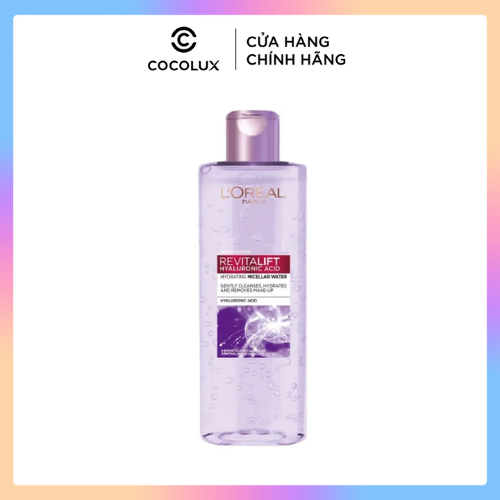 COCOLUX
CỬA HÀNG
CHÍNH HÃNG
L'ORÉAL
PARIS
REVITALIFT
HYALURONIC ACID
HYDRATING MICELLAR WATER
GENTLY CLEANSES, HYDRATES
AND REMOVES MAKE-UP
HYALURONIC ACID